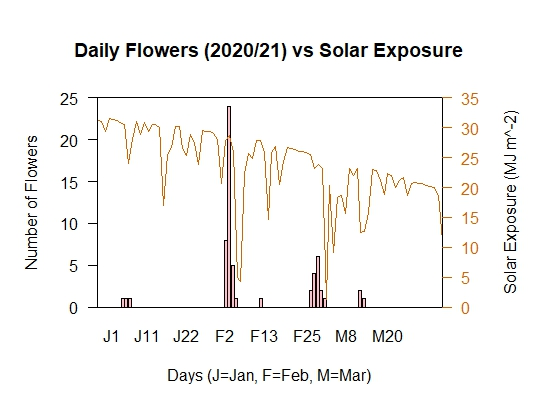 Daily Flowers (2020/21) vs Solar Exposure
25
20
15
10
5
0
Number of Flowers
35
30
25
20
15
10
5
0
Solar Exposure (MJ m^-2)
J1 J11 J22 F2 F13 F25 M8 M20
Days (J=Jan, F=Feb, M=Mar)